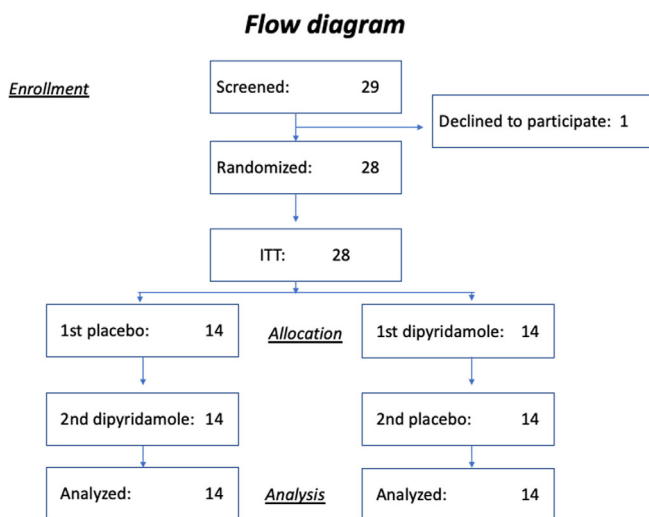 Flow diagram
Enrollment
Screened: 29
Declined to participate: 1
Randomized: 28
ITT: 28
1st placebo: 14
Allocation
1st dipyridamole: 14
2nd dipyridamole: 14
2nd placebo: 14
Analyzed: 14
Analysis
Analyzed: 14